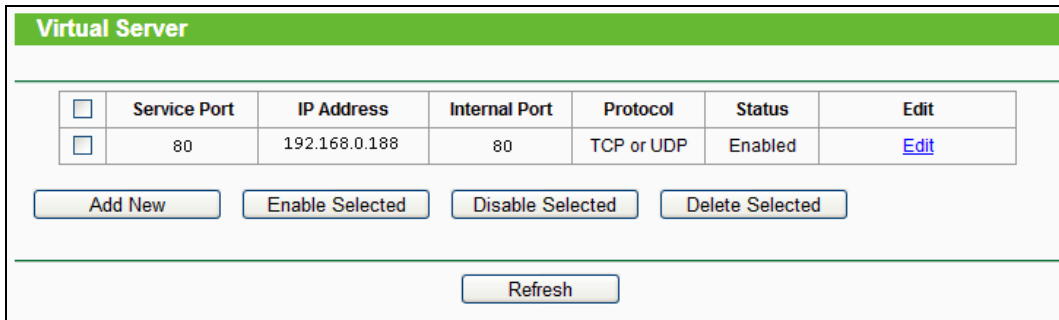 Virtual Server
Service Port IP Address Internal Port Protocol Status Edit
80 192.168.0.188 80 TCP or UDP Enabled Edit
Add New Enable Selected Disable Selected Delete Selected
Refresh